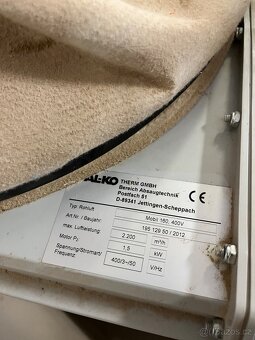 AL-KO THERM GMBH
Bereich Absaugtechnik
Postfach 51
D-89341 Jettingen-Scheppach
CE
Typ: Rohluft
Mobil 160, 400V
Art.Nr. / Baujahr:
195 129 50 / 2012
max. Luftleistung:
2.200 m³/h
Motor P₂
1,5 kW
Spannung/Stromart/
Frequenz:
400/3~/50 V/Hz